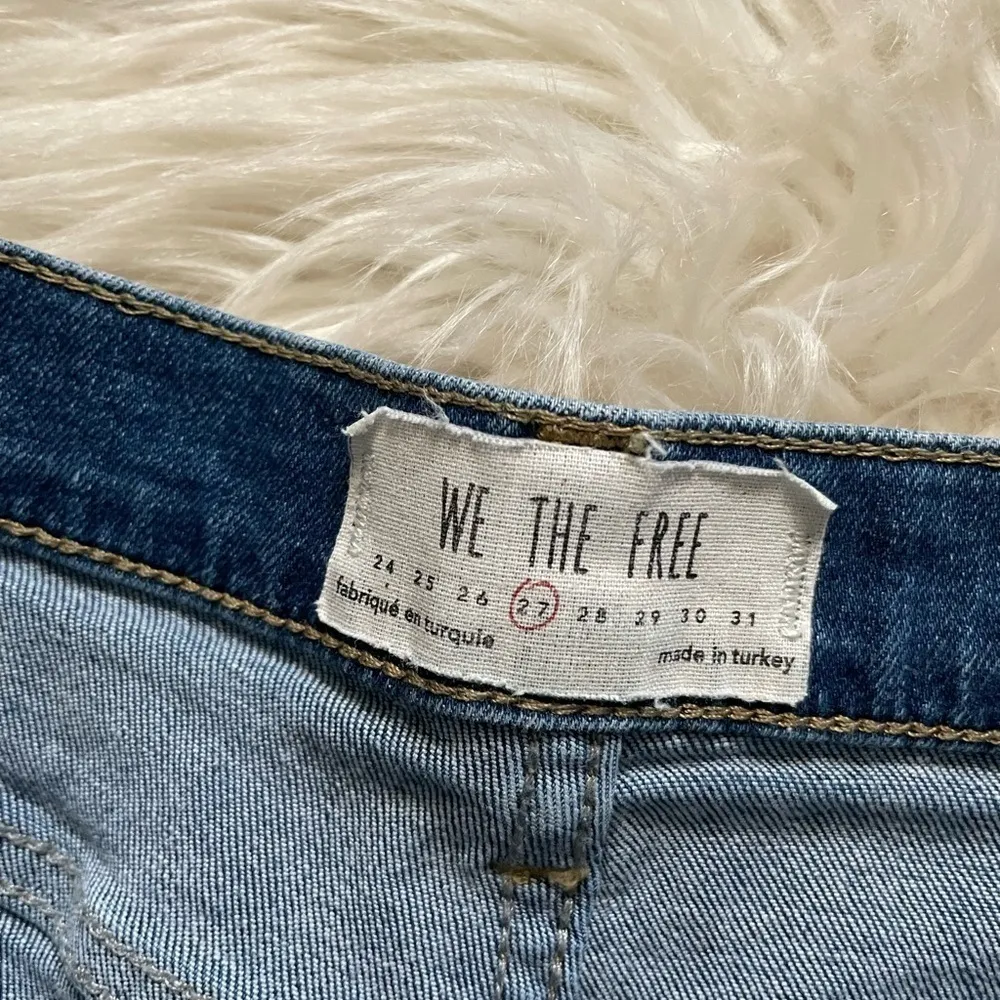 WE THE FREE
24 25 26 27 28 29 30 31
fabriqué en turquie
made in turkey